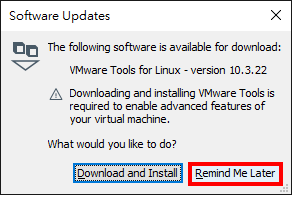 Software Updates
The following software is available for download:
VMware Tools for Linux - version 10.3.22
Downloading and installing VMware Tools is
required to enable advanced features of
your virtual machine.
What would you like to do?
Download and Install
Remind Me Later